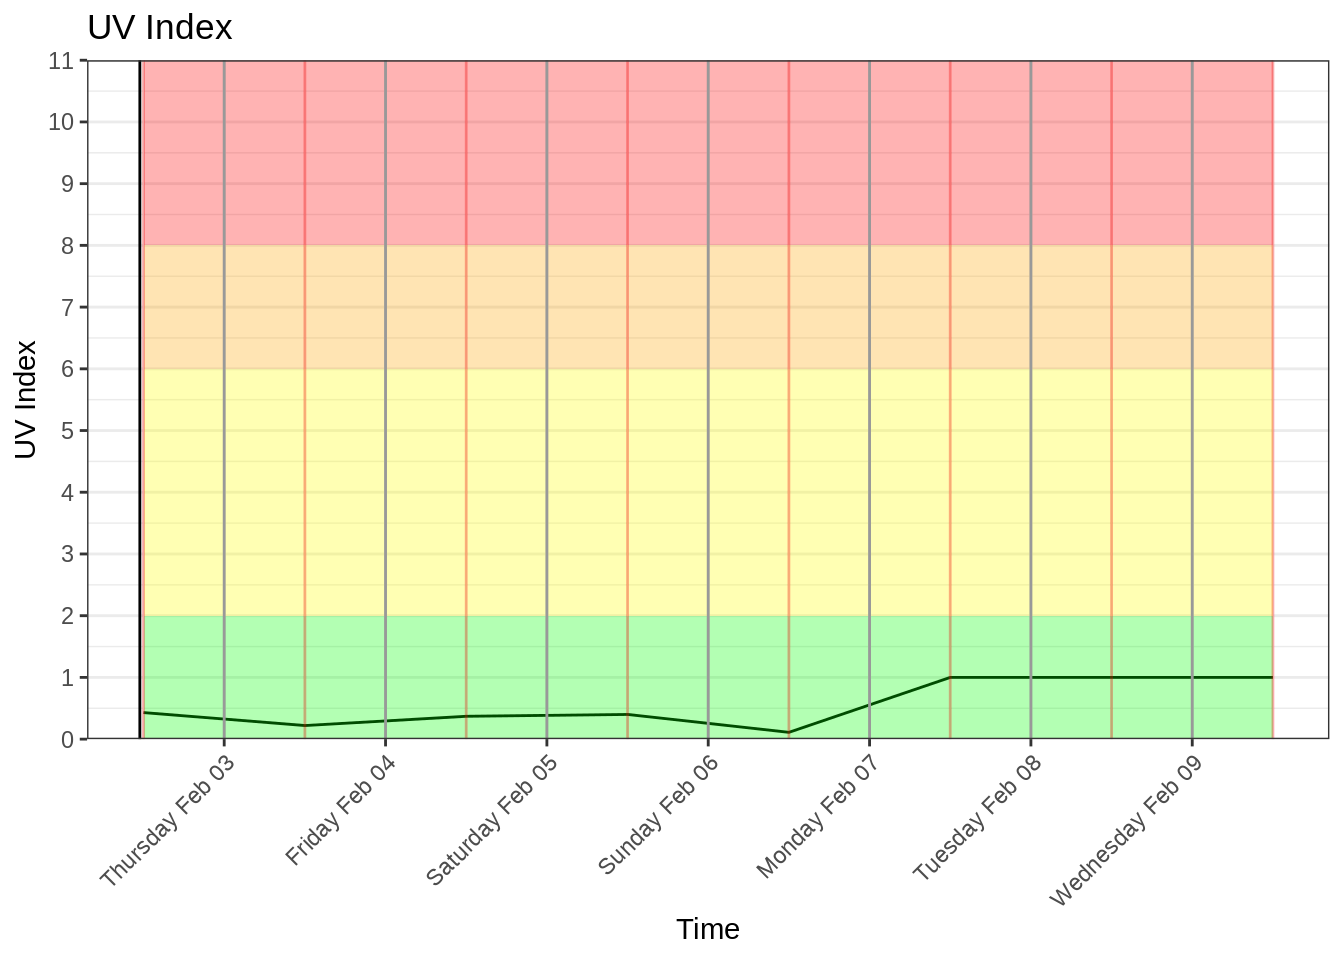 UV Index
11
10
9
8
7
6
5
4
3
2
1
0
UV Index
Thursday Feb 03
Friday Feb 04
Saturday Feb 05
Sunday Feb 06
Monday Feb 07
Tuesday Feb 08
Wednesday Feb 09
Time